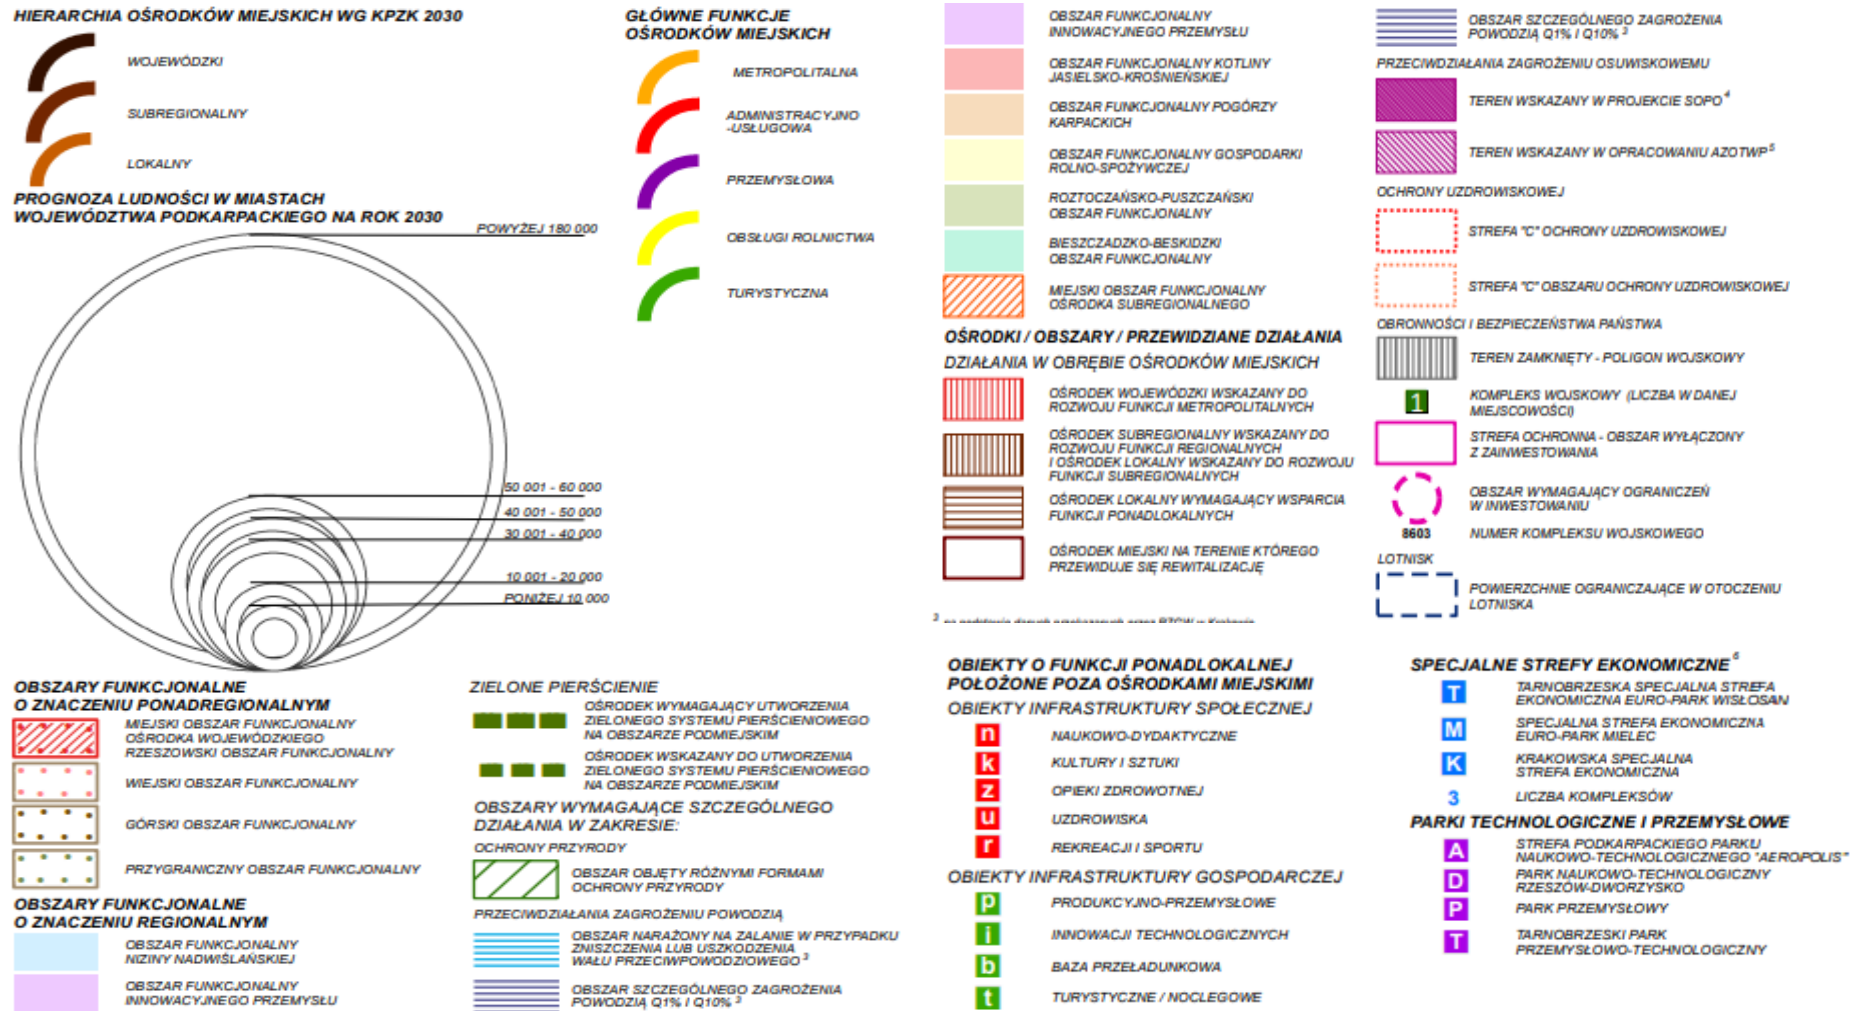 HIERARCHIA OŚRODKÓW MIEJSKICH WG KPZK 2030
WOJEWÓDZKI
SUBREGIONALNY
LOKALNY
PROGNOZA LUDNOŚCI W MIASTACH
WOJEWÓDZTWA PODKARPACKIEGO NA ROK 2030
POWYŻEJ 180 000
50 001 - 60 000
40 001 - 50 000
30 001 - 40 000
10 001 - 20 000
PONIŻEJ 10 000
GŁÓWNE FUNKCJE
OŚRODKÓW MIEJSKICH
METROPOLITALNA
ADMINISTRACYJNO
-USŁUGOWA
PRZEMYSŁOWA
OBSŁUGI ROLNICTWA
TURYSTYCZNA
OBSZARY FUNKCJONALNE
O ZNACZENIU PONADREGIONALNYM
MIEJSKI OBSZAR FUNKCJONALNY
OŚRODKA WOJEWÓDZKIEGO
RZESZOWSKI OBSZAR FUNKCJONALNY
WIEJSKI OBSZAR FUNKCJONALNY
GÓRSKI OBSZAR FUNKCJONALNY
PRZYGRANICZNY OBSZAR FUNKCJONALNY
OBSZARY FUNKCJONALNE
O ZNACZENIU REGIONALNYM
OBSZAR FUNKCJONALNY
NIZINY NADWIŚLAŃSKIEJ
OBSZAR FUNKCJONALNY
INNOWACYJNEGO PRZEMYSŁU
ZIELONE PIERŚCIENIE
OŚRODEK WYMAGAJĄCY UTWORZENIA
ZIELONEGO SYSTEMU PIERŚCIENIOWEGO
NA OBSZARZE PODMIEJSKIM
OŚRODEK WSKAZANY DO UTWORZENIA
ZIELONEGO SYSTEMU PIERŚCIENIOWEGO
NA OBSZARZE PODMIEJSKIM
OBSZARY WYMAGAJĄCE SZCZEGÓLNEGO
DZIAŁANIA W ZAKRESIE:
OCHRONY PRZYRODY
OBSZAR OBJĘTY RÓŻNYMI FORMAMI
OCHRONY PRZYRODY
PRZECIWDZIAŁANIA ZAGROŻENIU POWODZIĄ
OBSZAR NARAŻONY NA ZALANIE W PRZYPADKU
ZNISZCZENIA LUB USZKODZENIA
WAŁU PRZECIWPOWODZIOWEGO 3
OBSZAR SZCZEGÓLNEGO ZAGROŻENIA
POWODZIĄ Q1% I Q10% 3
OBSZAR FUNKCJONALNY
INNOWACYJNEGO PRZEMYSŁU
OBSZAR FUNKCJONALNY KOTLINY
JASIELSKO-KROŚNIEŃSKIEJ
OBSZAR FUNKCJONALNY POGÓRZY
KARPACKICH
OBSZAR FUNKCJONALNY GOSPODARKI
ROLNO-SPOŻYWCZEJ
ROZTOCZAŃSKO-PUSZCZAŃSKI
OBSZAR FUNKCJONALNY
BIESZCZADZKO-BESKIDZKI
OBSZAR FUNKCJONALNY
MIEJSKI OBSZAR FUNKCJONALNY
OŚRODKA SUBREGIONALNEGO
OŚRODKI / OBSZARY / PRZEWIDZIANE DZIAŁANIA
DZIAŁANIA W OBRĘBIE OŚRODKÓW MIEJSKICH
OŚRODEK WOJEWÓDZKI WSKAZANY DO
ROZWOJU FUNKCJI METROPOLITALNYCH
OŚRODEK SUBREGIONALNY WSKAZANY DO
ROZWOJU FUNKCJI REGIONALNYCH
I OŚRODEK LOKALNY WSKAZANY DO ROZWOJU
FUNKCJI SUBREGIONALNYCH
OŚRODEK LOKALNY WYMAGAJĄCY WSPARCIA
FUNKCJI PONADLOKALNYCH
OŚRODEK MIEJSKI NA TERENIE KTÓREGO
PRZEWIDUJE SIĘ REWITALIZACJĘ
3 na podstawie danych przekazanych przez RZGW w Krakowie
OBSZAR SZCZEGÓLNEGO ZAGROŻENIA
POWODZIĄ Q1% I Q10% 3
PRZECIWDZIAŁANIA ZAGROŻENIU OSUWISKOWEMU
TEREN WSKAZANY W PROJEKCIE SOPO 4
TEREN WSKAZANY W OPRACOWANIU AZOTWP 5
OCHRONY UZDROWISKOWEJ
STREFA "C" OCHRONY UZDROWISKOWEJ
STREFA "C" OBSZARU OCHRONY UZDROWISKOWEJ
OBRONNOŚCI I BEZPIECZEŃSTWA PAŃSTWA
TEREN ZAMKNIĘTY - POLIGON WOJSKOWY
1
KOMPLEKS WOJSKOWY (LICZBA W DANEJ
MIEJSCOWOŚCI)
STREFA OCHRONNA - OBSZAR WYŁĄCZONY
Z ZAINWESTOWANIA
OBSZAR WYMAGAJĄCY OGRANICZEŃ
W INWESTOWANIU
8603 NUMER KOMPLEKSU WOJSKOWEGO
LOTNISK
POWIERZCHNIE OGRANICZAJĄCE W OTOCZENIU
LOTNISKA
OBIEKTY O FUNKCJI PONADLOKALNEJ
POŁOŻONE POZA OŚRODKAMI MIEJSKIMI
OBIEKTY INFRASTRUKTURY SPOŁECZNEJ
n NAUKOWO-DYDAKTYCZNE
k KULTURY I SZTUKI
z OPIEKI ZDROWOTNEJ
u UZDROWISKA
r REKREACJI I SPORTU
OBIEKTY INFRASTRUKTURY GOSPODARCZEJ
p PRODUKCYJNO-PRZEMYSŁOWE
i INNOWACJI TECHNOLOGICZNYCH
b BAZA PRZEŁADUNKOWA
t TURYSTYCZNE / NOCLEGOWE
SPECJALNE STREFY EKONOMICZNE 6
T TARNOBRZESKA SPECJALNA STREFA
EKONOMICZNA EURO-PARK WISŁOSAN
M SPECJALNA STREFA EKONOMICZNA
EURO-PARK MIELEC
K KRAKOWSKA SPECJALNA
STREFA EKONOMICZNA
3 LICZBA KOMPLEKSÓW
PARKI TECHNOLOGICZNE I PRZEMYSŁOWE
A STREFA PODKARPACKIEGO PARKU
NAUKOWO-TECHNOLOGICZNEGO "AEROPOLIS"
D PARK NAUKOWO-TECHNOLOGICZNY
RZESZÓW-DWORZYSKO
P PARK PRZEMYSŁOWY
T TARNOBRZESKI PARK
PRZEMYSŁOWO-TECHNOLOGICZNY